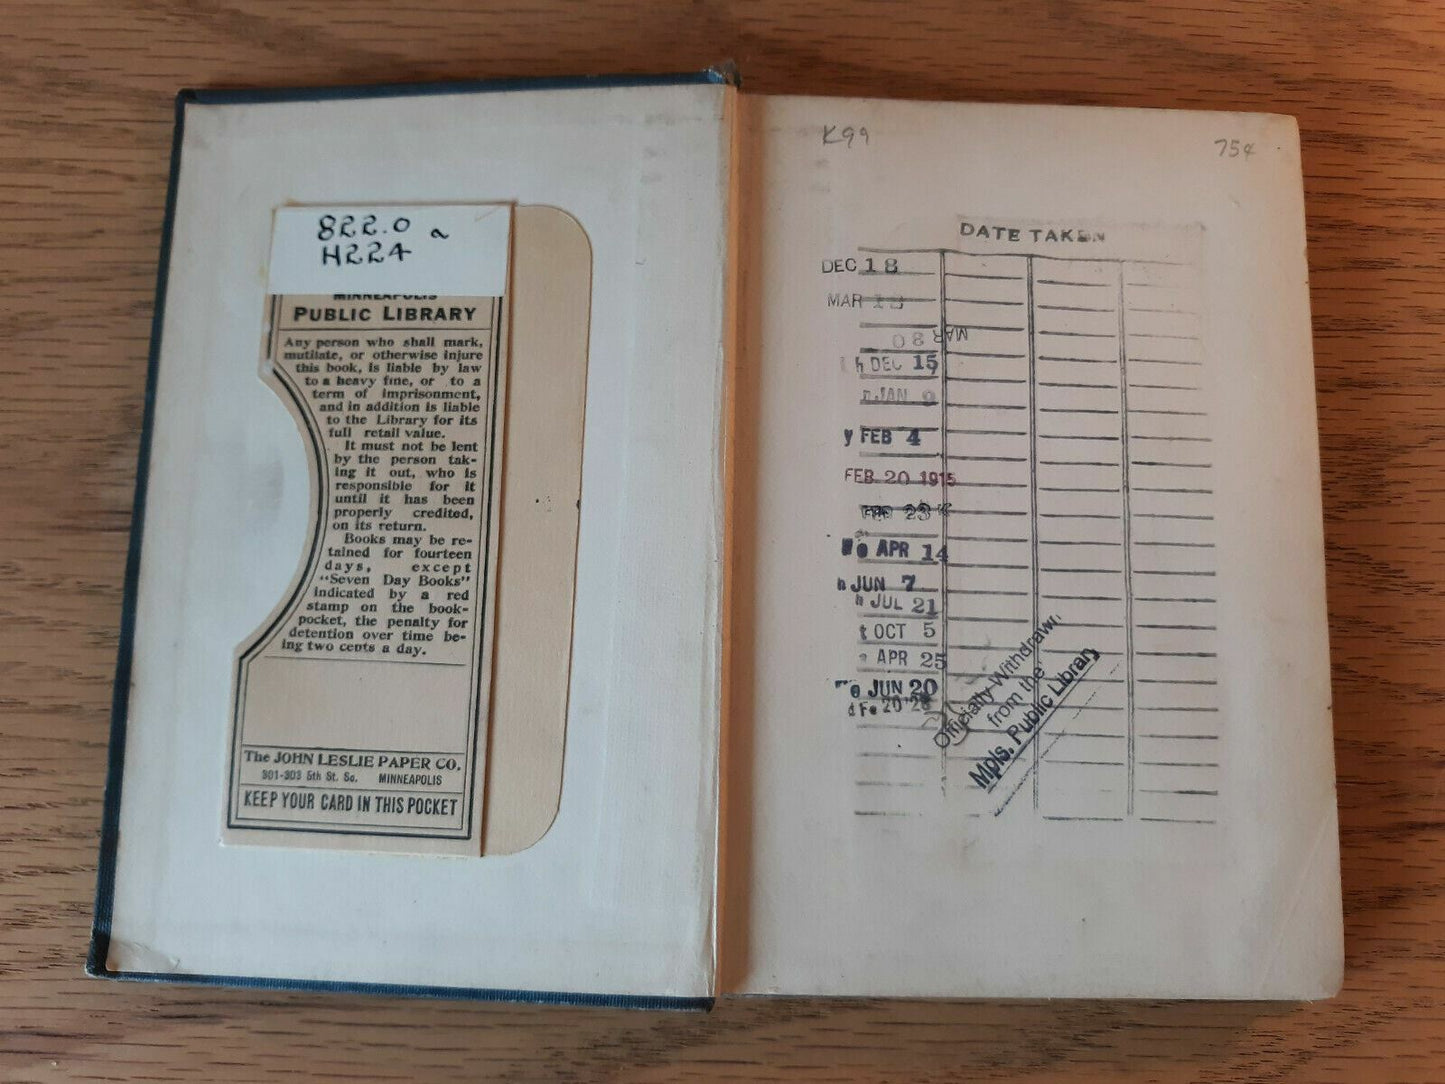 822.0
H224
MINNEAPOLIS
PUBLIC LIBRARY
Any person who shall mark,
mutilate, or otherwise injure
this book, is liable by law
to a heavy fine, or to a
term of imprisonment,
and in addition is liable
to the Library for its
full retail value.
It must not be lent
by the person tak-
ing it out, who is
responsible for it
until it has been
properly credited,
on its return.
Books may be re-
tained for fourteen
days, except
"Seven Day Books"
indicated by a red
stamp on the book-
pocket, the penalty for
detention over time be-
ing two cents a day.
The JOHN LESLIE PAPER CO.
301-303 5th St. So. MINNEAPOLIS
KEEP YOUR CARD IN THIS POCKET
K99
75¢
DATE TAKEN
DEC 18
MAR
MAR
h DEC 15
JAN 9
y FEB 4
FEB 20 1915
23
APR 14
h JUN 7
h JUL 21
t OCT 5
APR 25
e JUN 20
d Fe 20
Officially Withdrawn
from the
Mpls. Public Library